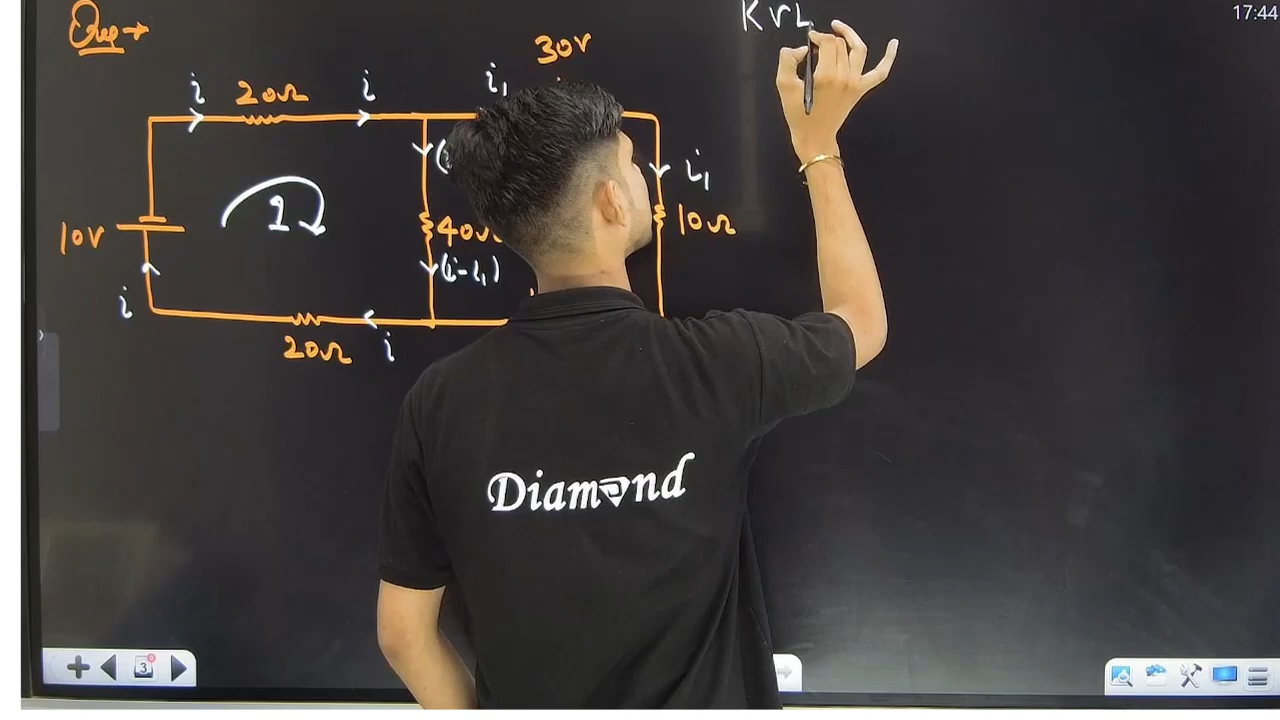 KVL
17:44
Que→
30V
i 20Ω i i₁
i₁
(i
1
10V 40Ω 10Ω
(i-i₁)
i
20Ω i
Diamond
3